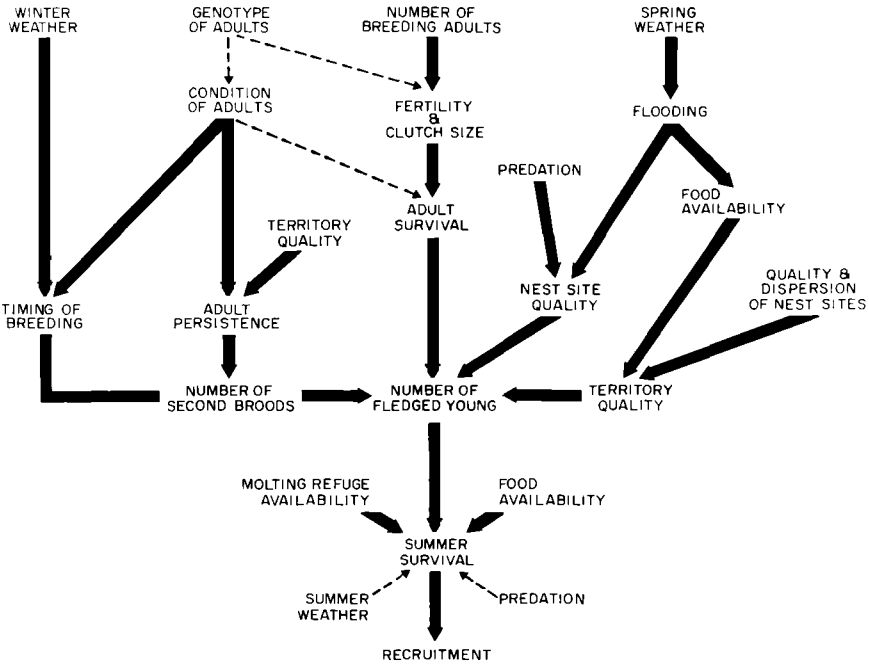 WINTER
WEATHER
GENOTYPE
OF ADULTS
NUMBER OF
BREEDING ADULTS
SPRING
WEATHER
CONDITION
OF ADULTS
FERTILITY
&
CLUTCH SIZE
FLOODING
PREDATION
TERRITORY
QUALITY
ADULT
SURVIVAL
FOOD
AVAILABILITY
TIMING OF
BREEDING
ADULT
PERSISTENCE
NEST SITE
QUALITY
QUALITY &
DISPERSION
OF NEST SITES
NUMBER OF
SECOND BROODS
NUMBER OF
FLEDGED YOUNG
TERRITORY
QUALITY
MOLTING REFUGE
AVAILABILITY
FOOD
AVAILABILITY
SUMMER
SURVIVAL
SUMMER
WEATHER
PREDATION
RECRUITMENT